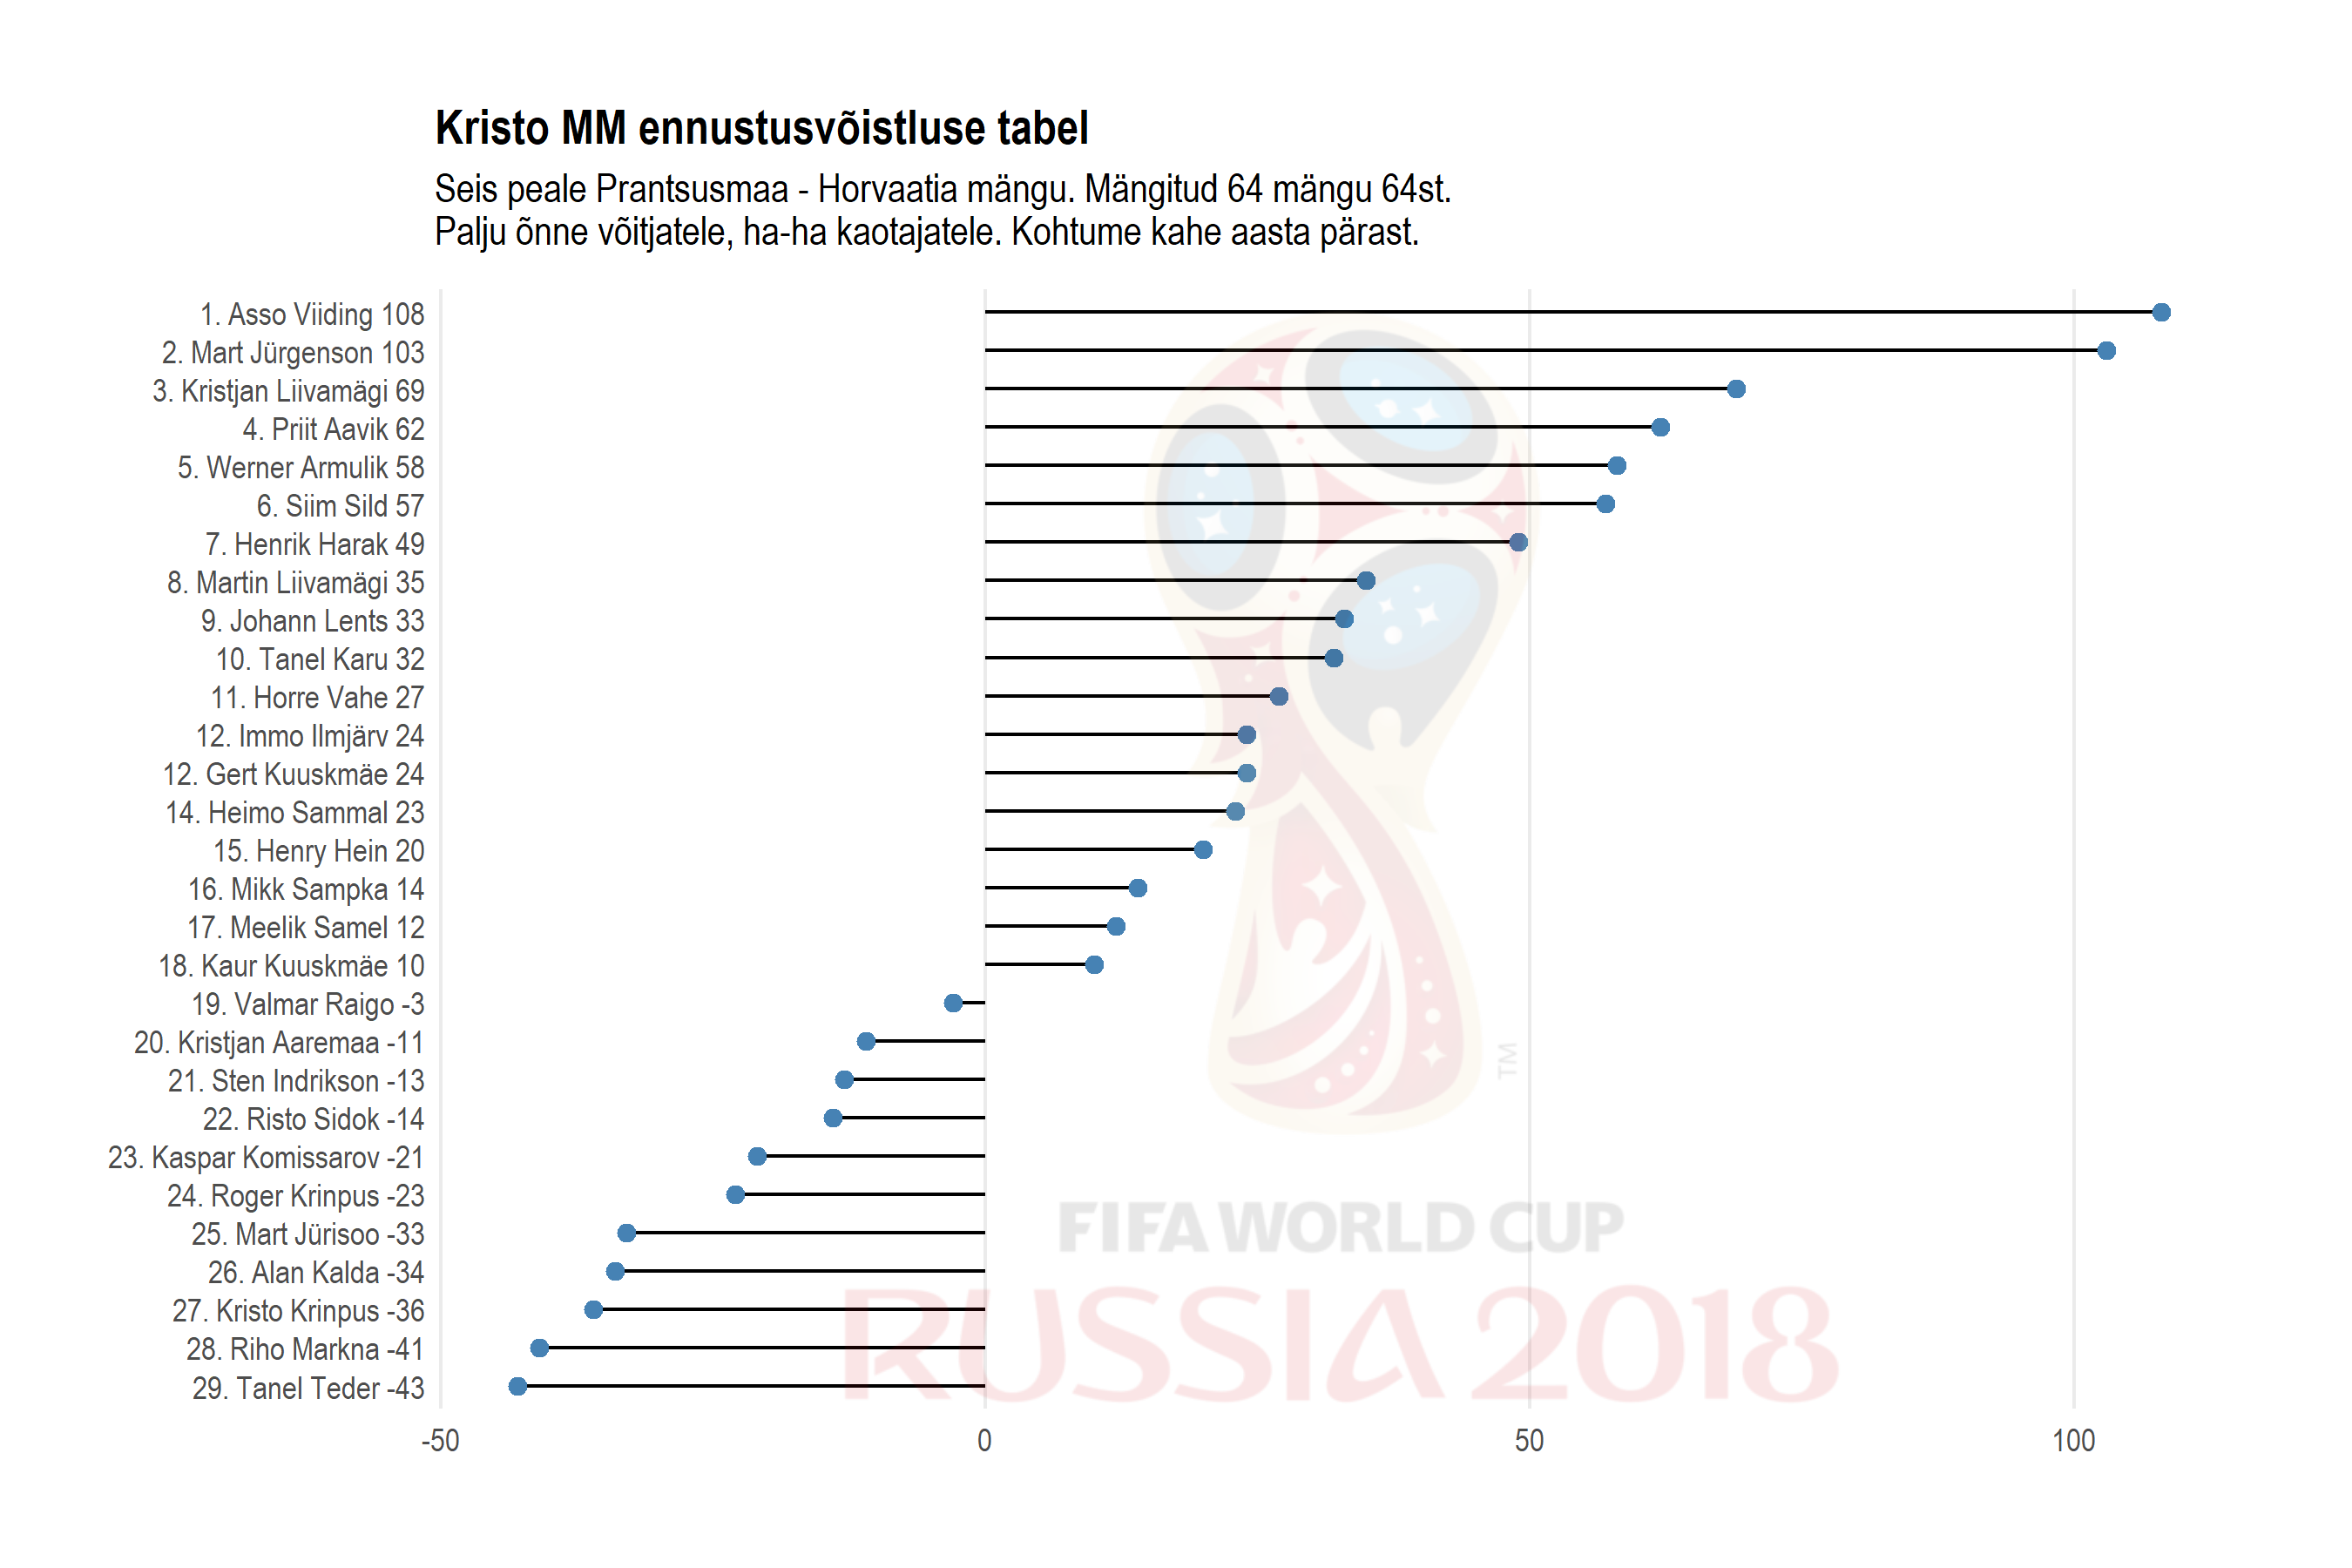 Kristo MM ennustusvõistluse tabel
Seis peale Prantsusmaa - Horvaatia mängu. Mängitud 64 mängu 64st.
Palju õnne võitjatele, ha-ha kaotajatele. Kohtume kahe aasta pärast.
1. Asso Viiding 108
2. Mart Jürgenson 103
3. Kristjan Liivamägi 69
4. Priit Aavik 62
5. Werner Armulik 58
6. Siim Sild 57
7. Henrik Harak 49
8. Martin Liivamägi 35
9. Johann Lents 33
10. Tanel Karu 32
11. Horre Vahe 27
12. Immo Ilmjärv 24
12. Gert Kuuskmäe 24
14. Heimo Sammal 23
15. Henry Hein 20
16. Mikk Sampka 14
17. Meelik Samel 12
18. Kaur Kuuskmäe 10
19. Valmar Raigo -3
20. Kristjan Aaremaa -11
21. Sten Indrikson -13
22. Risto Sidok -14
23. Kaspar Komissarov -21
24. Roger Krinpus -23
25. Mart Jürisoo -33
26. Alan Kalda -34
27. Kristo Krinpus -36
28. Riho Markna -41
29. Tanel Teder -43
TM
FIFA WORLD CUP
RUSSIA 2018
-50 0 50 100